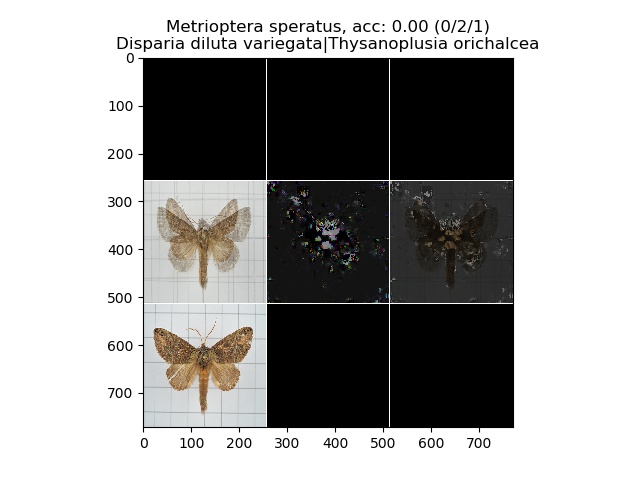 Metrioptera speratus, acc: 0.00 (0/2/1)
Disparia diluta variegata|Thysanoplusia orichalcea
0
100
200
300
400
500
600
700
0 100 200 300 400 500 600 700